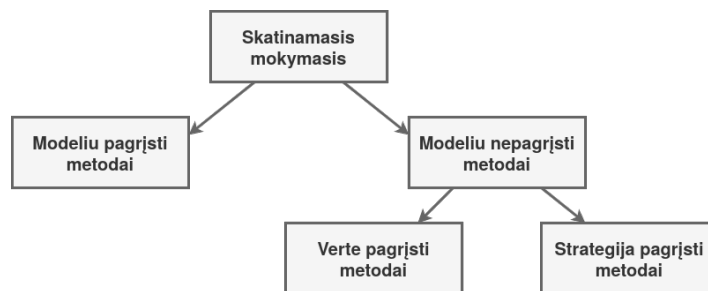 Skatinamasis
mokymasis
Modeliu pagrįsti
metodai
Modeliu nepagrįsti
metodai
Verte pagrįsti
metodai
Strategija pagrįsti
metodai